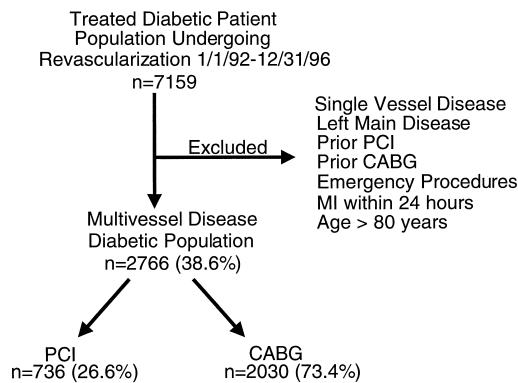 Treated Diabetic Patient
Population Undergoing
Revascularization 1/1/92-12/31/96
n=7159
Excluded
Single Vessel Disease
Left Main Disease
Prior PCI
Prior CABG
Emergency Procedures
MI within 24 hours
Age > 80 years
Multivessel Disease
Diabetic Population
n=2766 (38.6%)
PCI
n=736 (26.6%)
CABG
n=2030 (73.4%)